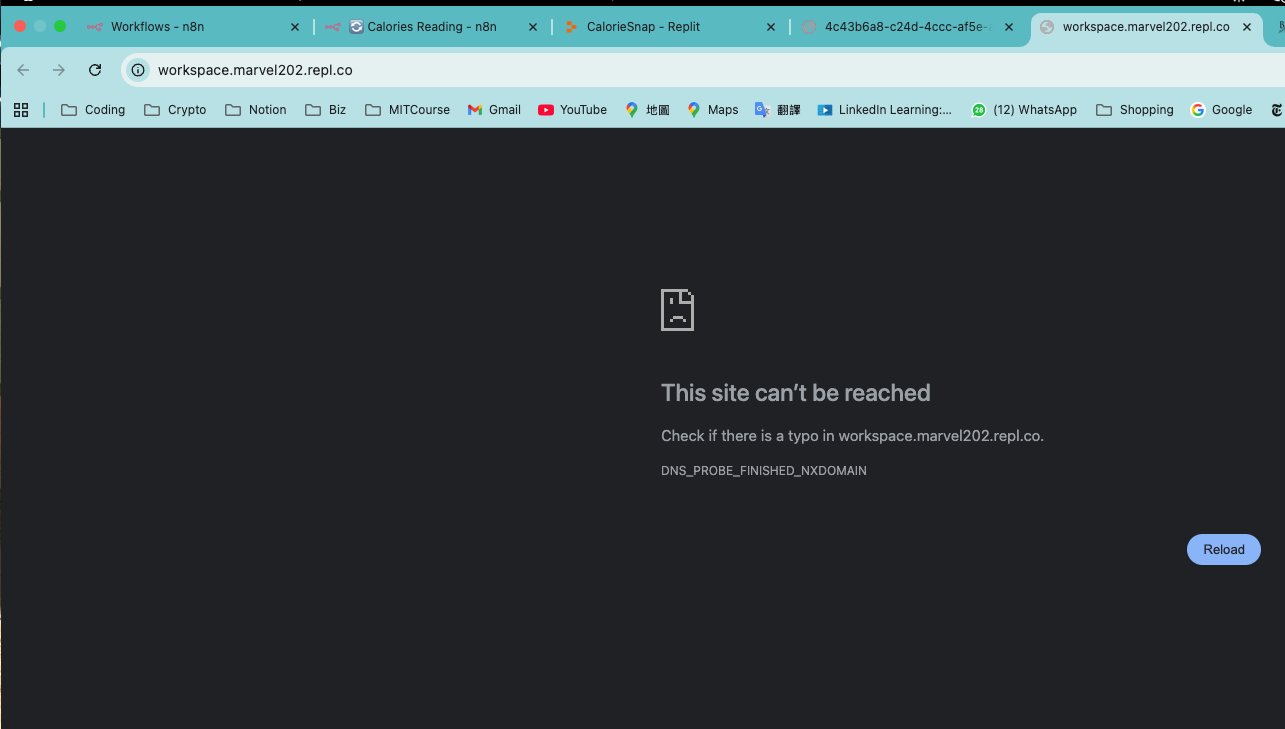 Workflows - n8n
Calories Reading - n8n
CalorieSnap - Replit
4c43b6a8-c24d-4ccc-af5e-
workspace.marvel202.repl.co
workspace.marvel202.repl.co
Coding
Crypto
Notion
Biz
MITCourse
Gmail
YouTube
地圖
Maps
翻譯
LinkedIn Learning:...
(12) WhatsApp
Shopping
Google
This site can’t be reached
Check if there is a typo in workspace.marvel202.repl.co.
DNS_PROBE_FINISHED_NXDOMAIN
Reload